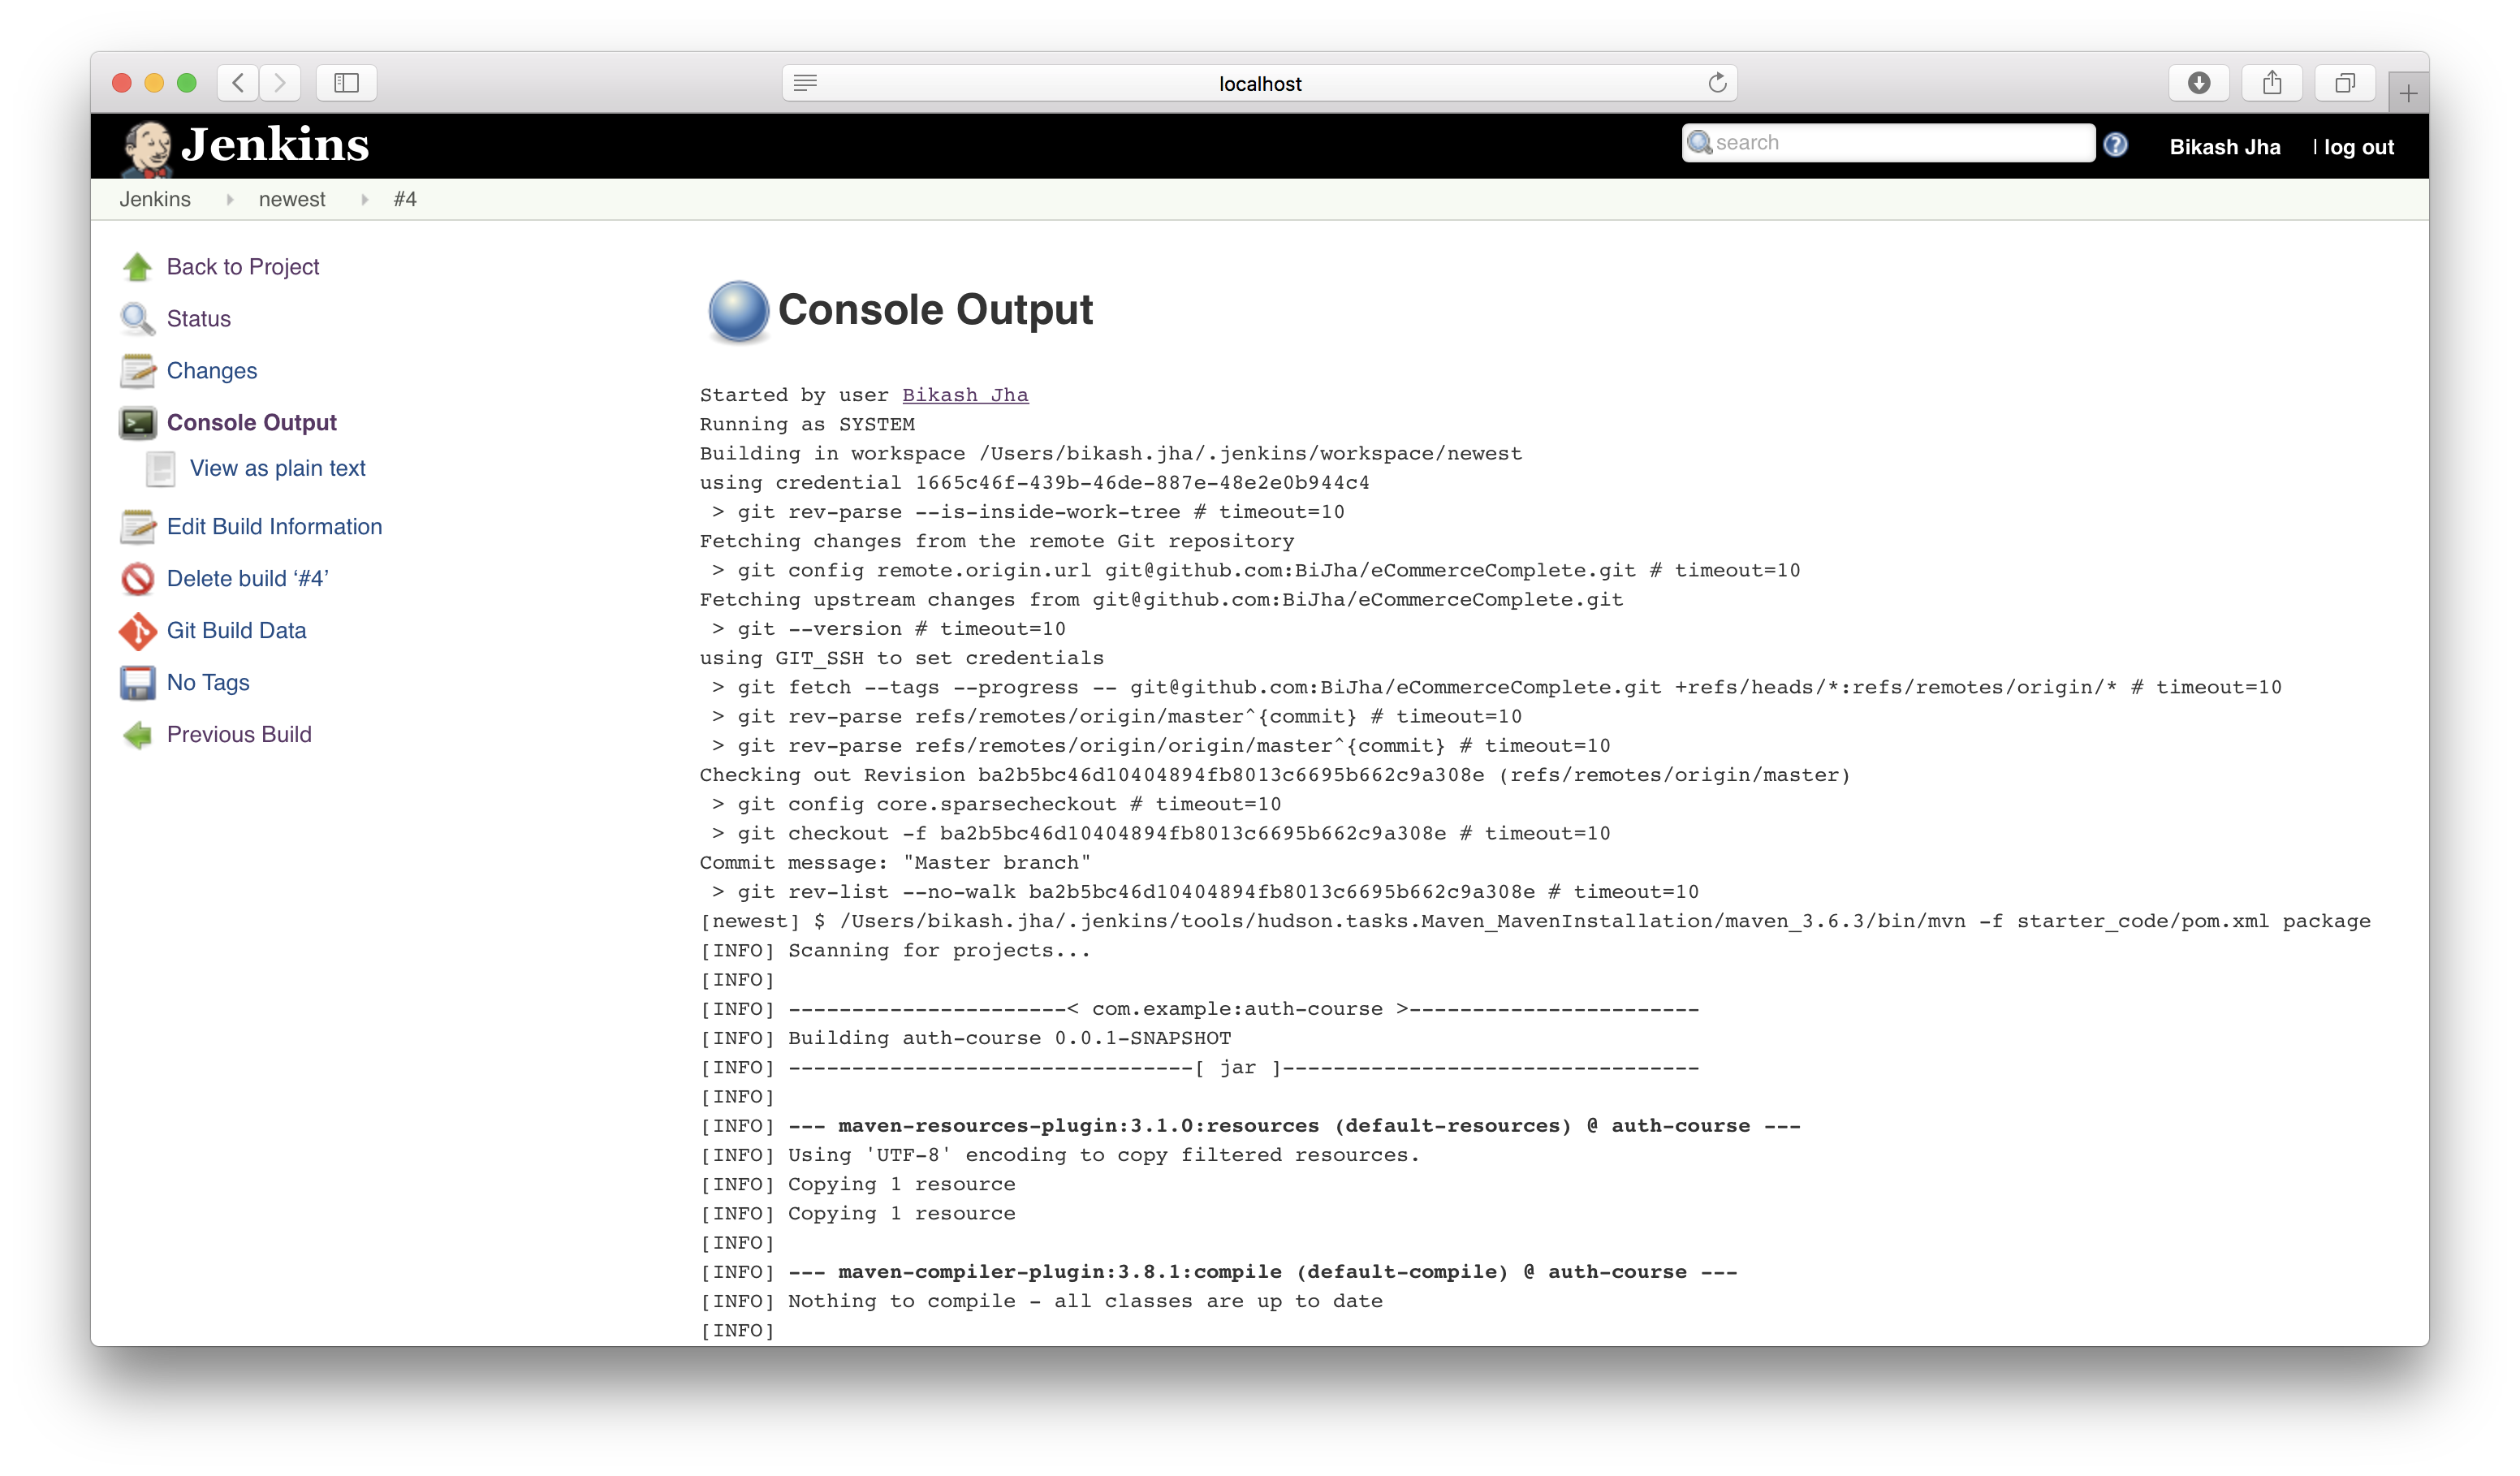 localhost
Jenkins
search
Bikash Jha | log out
Jenkins newest #4
Back to Project
Status
Changes
Console Output
View as plain text
Edit Build Information
Delete build ‘#4’
Git Build Data
No Tags
Previous Build
Console Output
Started by user Bikash Jha
Running as SYSTEM
Building in workspace /Users/bikash.jha/.jenkins/workspace/newest
using credential 1665c46f-439b-46de-887e-48e2e0b944c4
 > git rev-parse --is-inside-work-tree # timeout=10
Fetching changes from the remote Git repository
 > git config remote.origin.url git@github.com:BiJha/eCommerceComplete.git # timeout=10
Fetching upstream changes from git@github.com:BiJha/eCommerceComplete.git
 > git --version # timeout=10
using GIT_SSH to set credentials
 > git fetch --tags --progress -- git@github.com:BiJha/eCommerceComplete.git +refs/heads/*:refs/remotes/origin/* # timeout=10
 > git rev-parse refs/remotes/origin/master^{commit} # timeout=10
 > git rev-parse refs/remotes/origin/origin/master^{commit} # timeout=10
Checking out Revision ba2b5bc46d10404894fb8013c6695b662c9a308e (refs/remotes/origin/master)
 > git config core.sparsecheckout # timeout=10
 > git checkout -f ba2b5bc46d10404894fb8013c6695b662c9a308e # timeout=10
Commit message: "Master branch"
 > git rev-list --no-walk ba2b5bc46d10404894fb8013c6695b662c9a308e # timeout=10
[newest] $ /Users/bikash.jha/.jenkins/tools/hudson.tasks.Maven_MavenInstallation/maven_3.6.3/bin/mvn -f starter_code/pom.xml package
[INFO] Scanning for projects...
[INFO]
[INFO] ----------------------< com.example:auth-course >-----------------------
[INFO] Building auth-course 0.0.1-SNAPSHOT
[INFO] --------------------------------[ jar ]---------------------------------
[INFO]
[INFO] --- maven-resources-plugin:3.1.0:resources (default-resources) @ auth-course ---
[INFO] Using 'UTF-8' encoding to copy filtered resources.
[INFO] Copying 1 resource
[INFO] Copying 1 resource
[INFO]
[INFO] --- maven-compiler-plugin:3.8.1:compile (default-compile) @ auth-course ---
[INFO] Nothing to compile - all classes are up to date
[INFO]